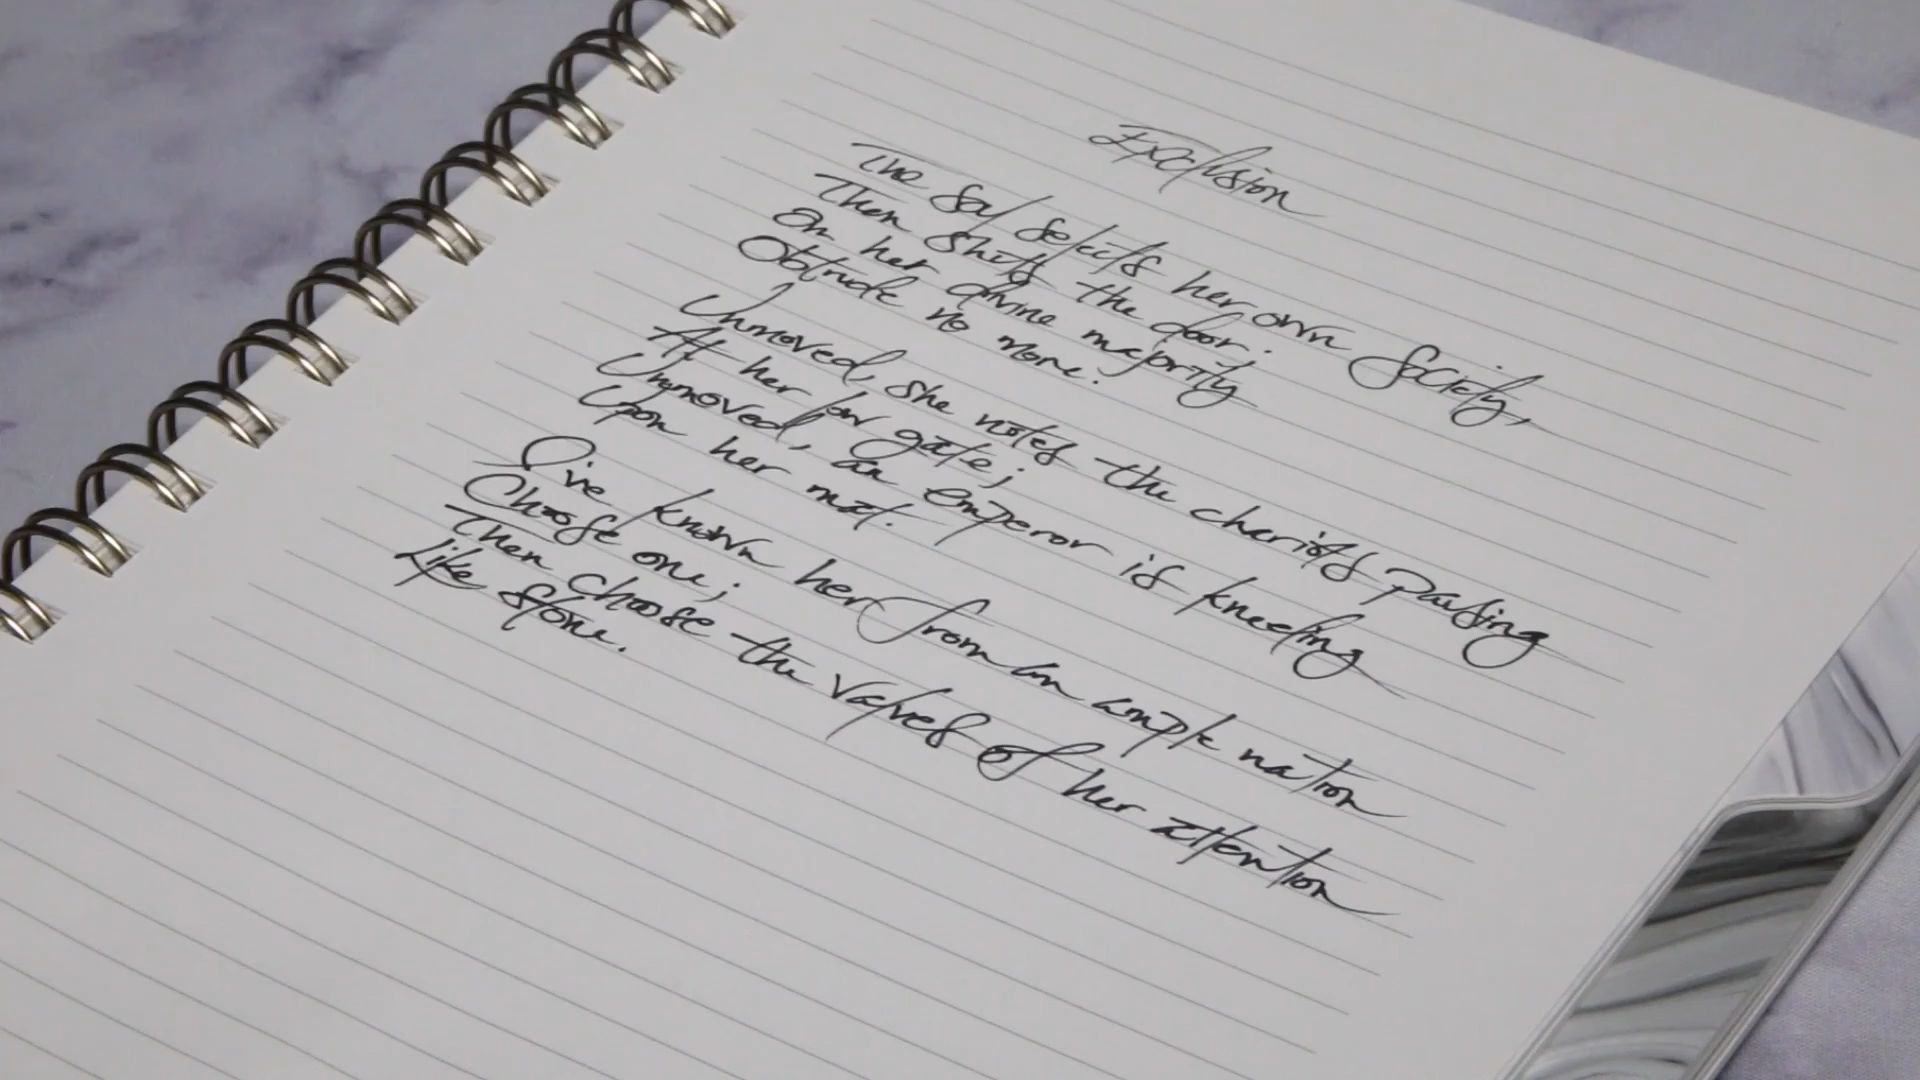 Exclusion
The Soul selects her own Society,
Then shuts the door;
On her divine majority
Obtrude no more.
Unmoved, she notes the chariots pausing
At her low gate;
Unmoved, an emperor is kneeling
Upon her mat.
I've known her from an ample nation
Choose one;
Then choose the valves of her attention
Like stone.